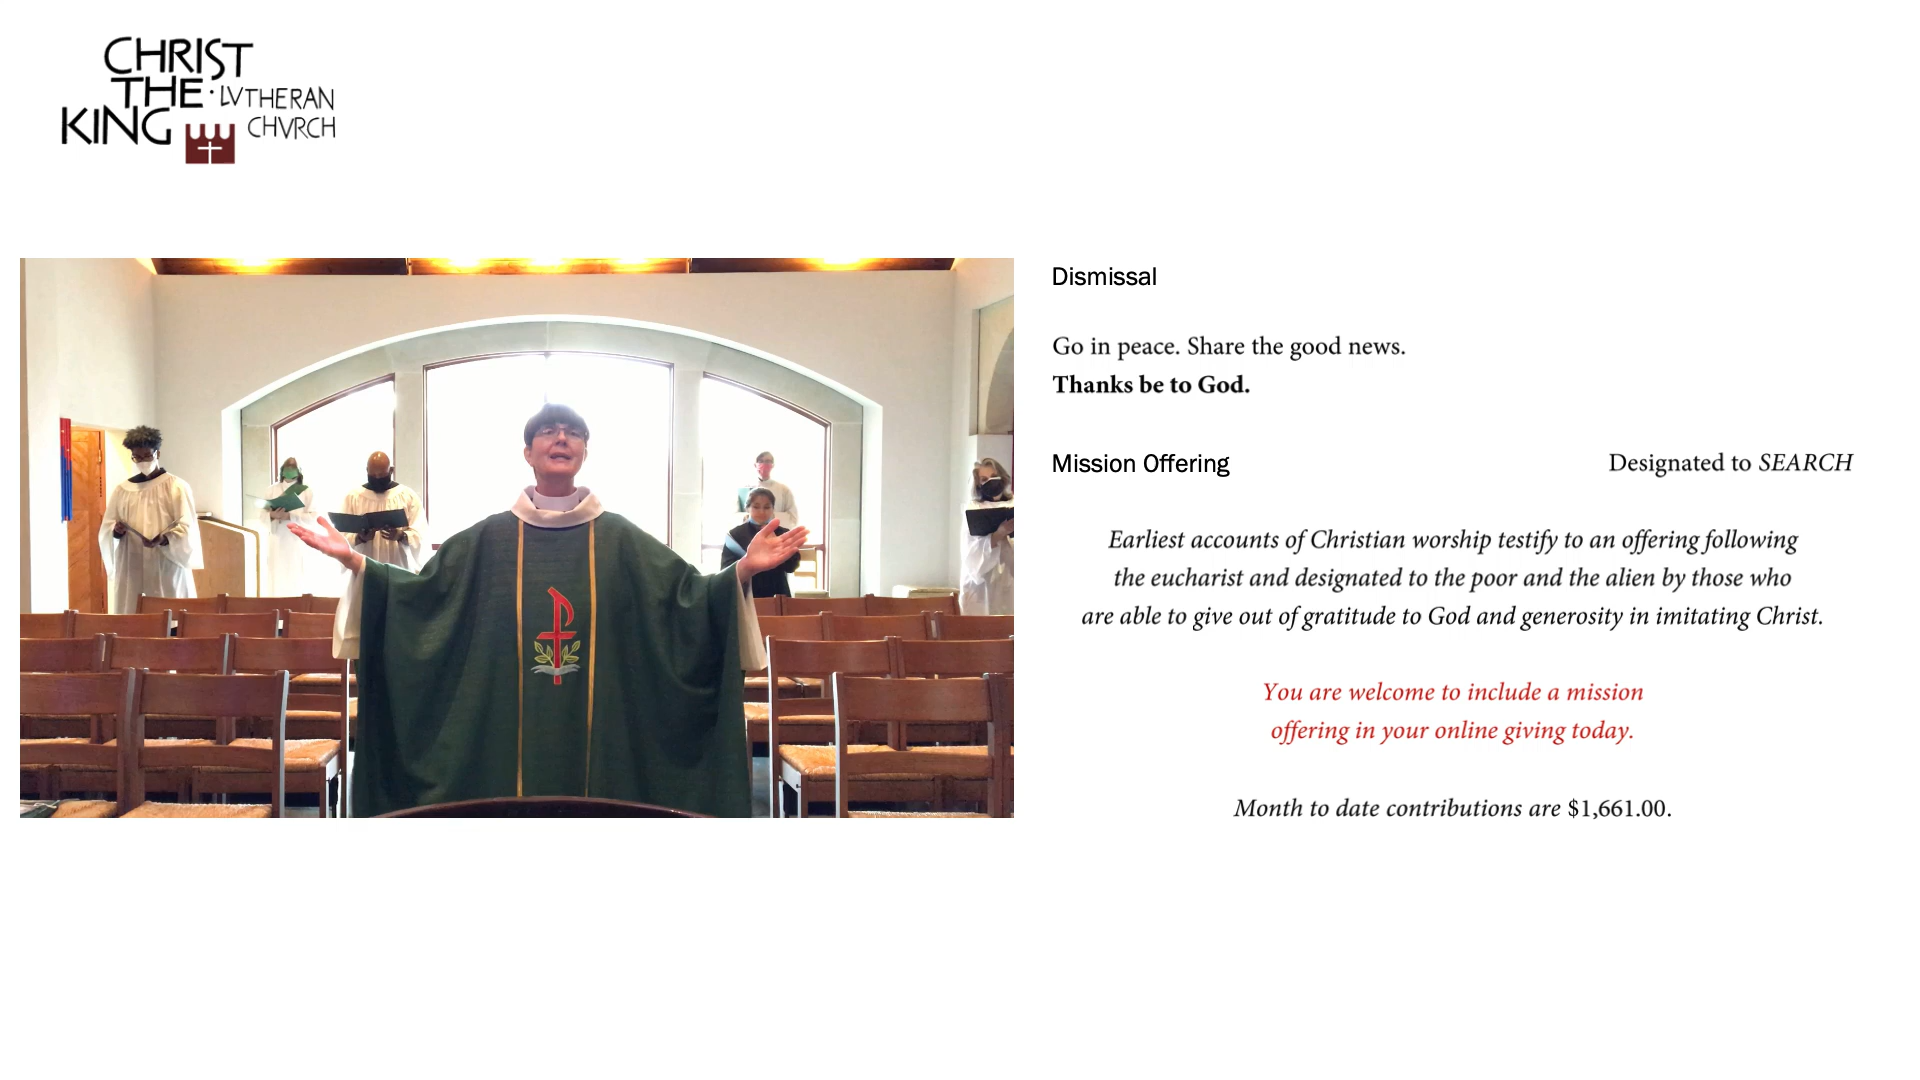 CHRIST
THE · LVTHERAN
KING CHVRCH
Dismissal
Go in peace. Share the good news.
Thanks be to God.
Mission Offering Designated to SEARCH
Earliest accounts of Christian worship testify to an offering following
the eucharist and designated to the poor and the alien by those who
are able to give out of gratitude to God and generosity in imitating Christ.
You are welcome to include a mission
offering in your online giving today.
Month to date contributions are $1,661.00.